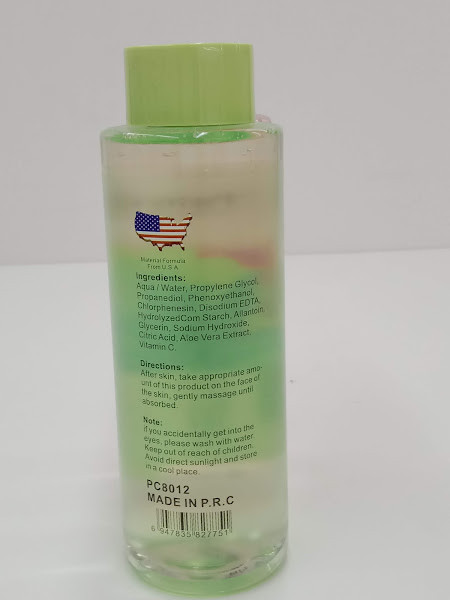 Material Formula
From U.S.A
Ingredients:
Aqua / Water, Propylene Glycol,
Propanediol, Phenoxyethanol,
Chlorphenesin, Disodium EDTA,
HydrolyzedCorn Starch, Allantoin,
Glycerin, Sodium Hydroxide,
Citric Acid, Aloe Vera Extract,
Vitamin C.
Directions:
After skin, take appropriate amo-
unt of this product on the face of
the skin, gently massage until
absorbed.
Note:
if you accidentally get into the
eyes, please wash with water.
Keep out of reach of children.
Avoid direct sunlight and store
in a cool place.
PC8012
MADE IN P.R.C
6 947835 827751